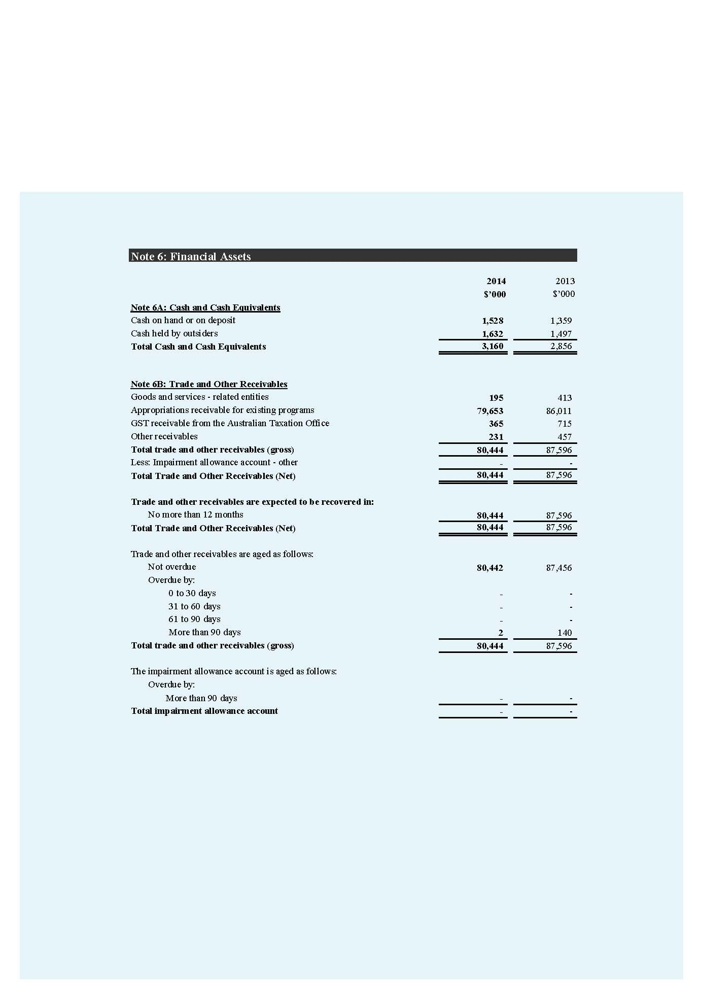 Note 6: Financial Assets
2014 2013
$’000 $’000
Note 6A: Cash and Cash Equivalents
Cash on hand or on deposit 1,528 1,359
Cash held by outsiders 1,632 1,497
Total Cash and Cash Equivalents 3,160 2,856
Note 6B: Trade and Other Receivables
Goods and services - related entities 195 413
Appropriations receivable for existing programs 79,653 86,011
GST receivable from the Australian Taxation Office 365 715
Other receivables 231 457
Total trade and other receivables (gross) 80,444 87,596
Less: Impairment allowance account - other - -
Total Trade and Other Receivables (Net) 80,444 87,596
Trade and other receivables are expected to be recovered in:
No more than 12 months 80,444 87,596
Total Trade and Other Receivables (Net) 80,444 87,596
Trade and other receivables are aged as follows:
Not overdue 80,442 87,456
Overdue by:
0 to 30 days - -
31 to 60 days - -
61 to 90 days - -
More than 90 days 2 140
Total trade and other receivables (gross) 80,444 87,596
The impairment allowance account is aged as follows:
Overdue by:
More than 90 days - -
Total impairment allowance account - -